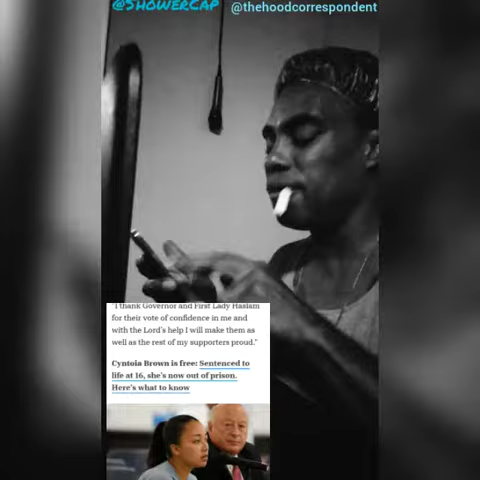 @SHOWERCAP
@thehoodcorrespondent
"I thank Governor and First Lady Haslam
for their vote of confidence in me and
with the Lord's help I will make them as
well as the rest of my supporters proud."
Cyntoia Brown is free: Sentenced to
life at 16, she's now out of prison.
Here's what to know